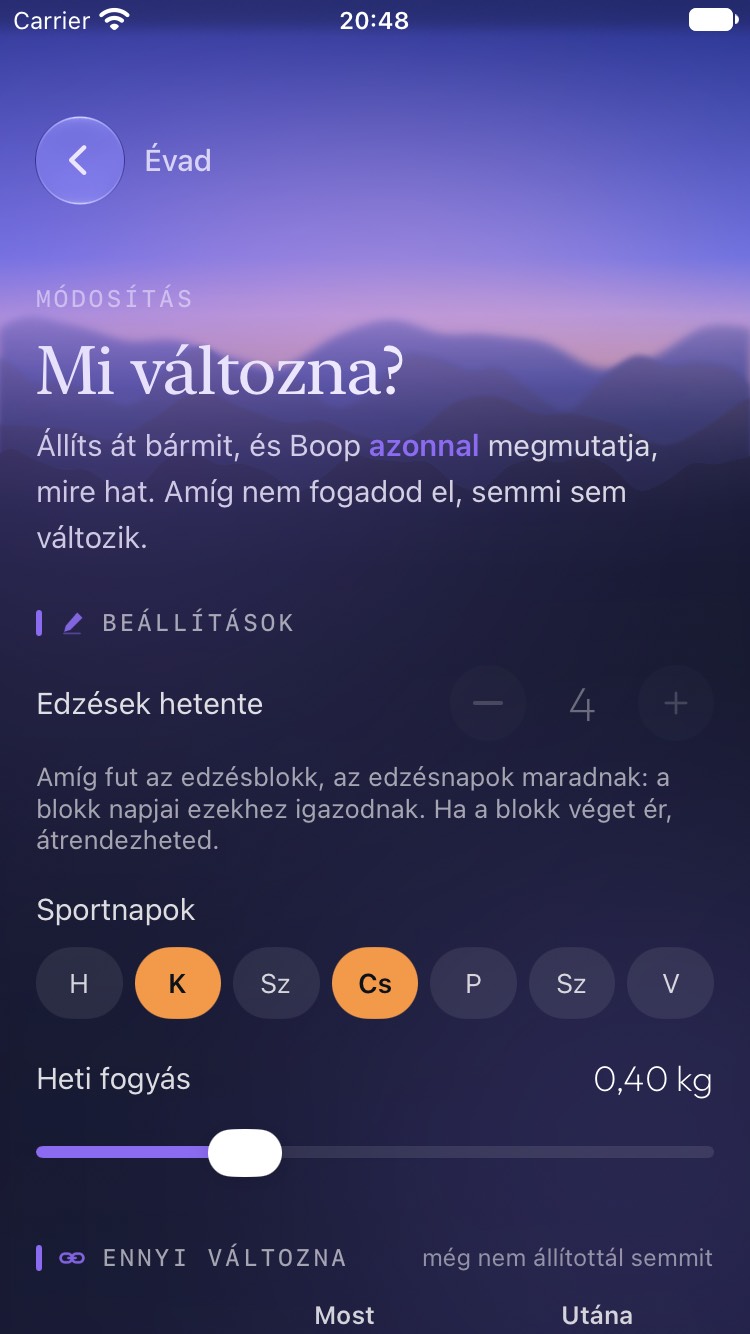 Carrier 20:48
Évad
MÓDOSÍTÁS
Mi változna?
Állíts át bármit, és Boop azonnal megmutatja,
mire hat. Amíg nem fogadod el, semmi sem
változik.
BEÁLLÍTÁSOK
Edzések hetente 4
Amíg fut az edzésblokk, az edzésnapok maradnak: a
blokk napjai ezekhez igazodnak. Ha a blokk véget ér,
átrendezheted.
Sportnapok
H K Sz Cs P Sz V
Heti fogyás 0,40 kg
ENNYI VÁLTOZNA még nem állítottál semmit
Most Utána